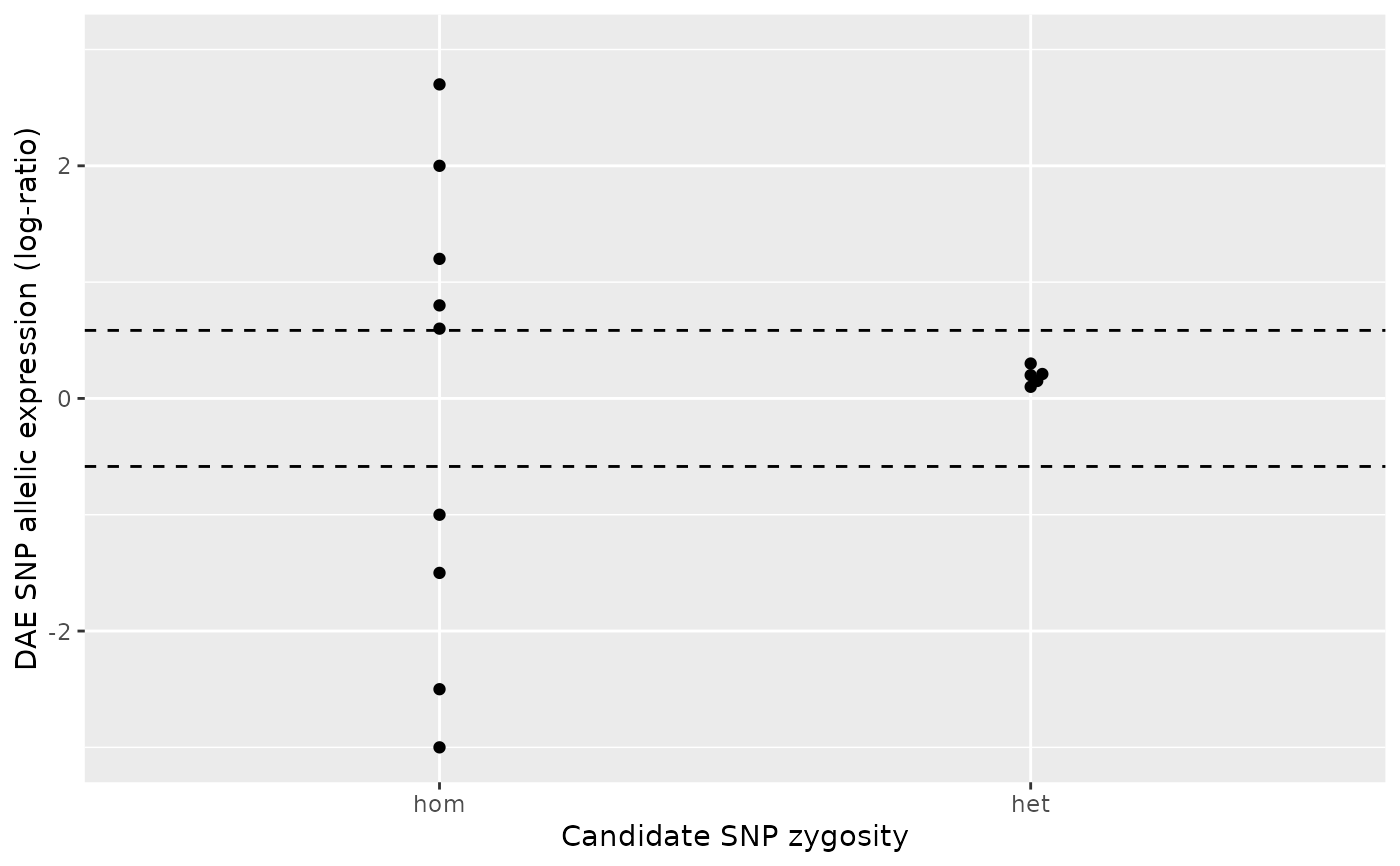 DAE SNP allelic expression (log-ratio)
2
0
-2
hom het
Candidate SNP zygosity